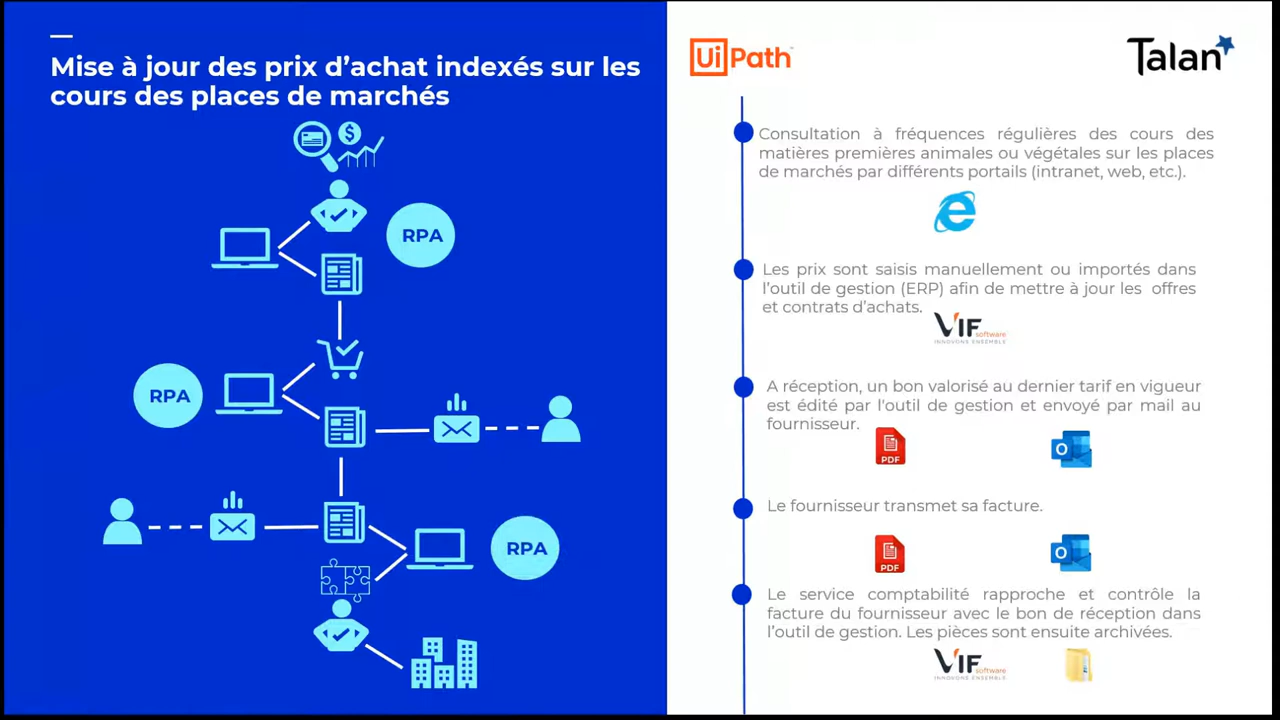 Mise à jour des prix d'achat indexés sur les
cours des places de marchés
RPA
RPA
RPA
UiPath
Talan
Consultation à fréquences régulières des cours des
matières premières animales ou végétales sur les places
de marchés par différents portails (intranet, web, etc.).
Les prix sont saisis manuellement ou importés dans
l'outil de gestion (ERP) afin de mettre à jour les offres
et contrats d'achats.
VIF software
INNOVONS ENSEMBLE
A réception, un bon valorisé au dernier tarif en vigueur
est édité par l'outil de gestion et envoyé par mail au
fournisseur.
PDF
O
Le fournisseur transmet sa facture.
PDF
O
Le service comptabilité rapproche et contrôle la
facture du fournisseur avec le bon de réception dans
l'outil de gestion. Les pièces sont ensuite archivées.
VIF software
INNOVONS ENSEMBLE